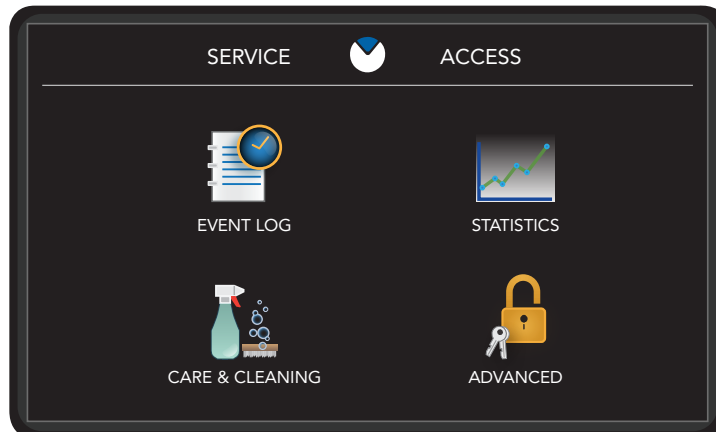 SERVICE ACCESS
EVENT LOG
STATISTICS
CARE & CLEANING
ADVANCED